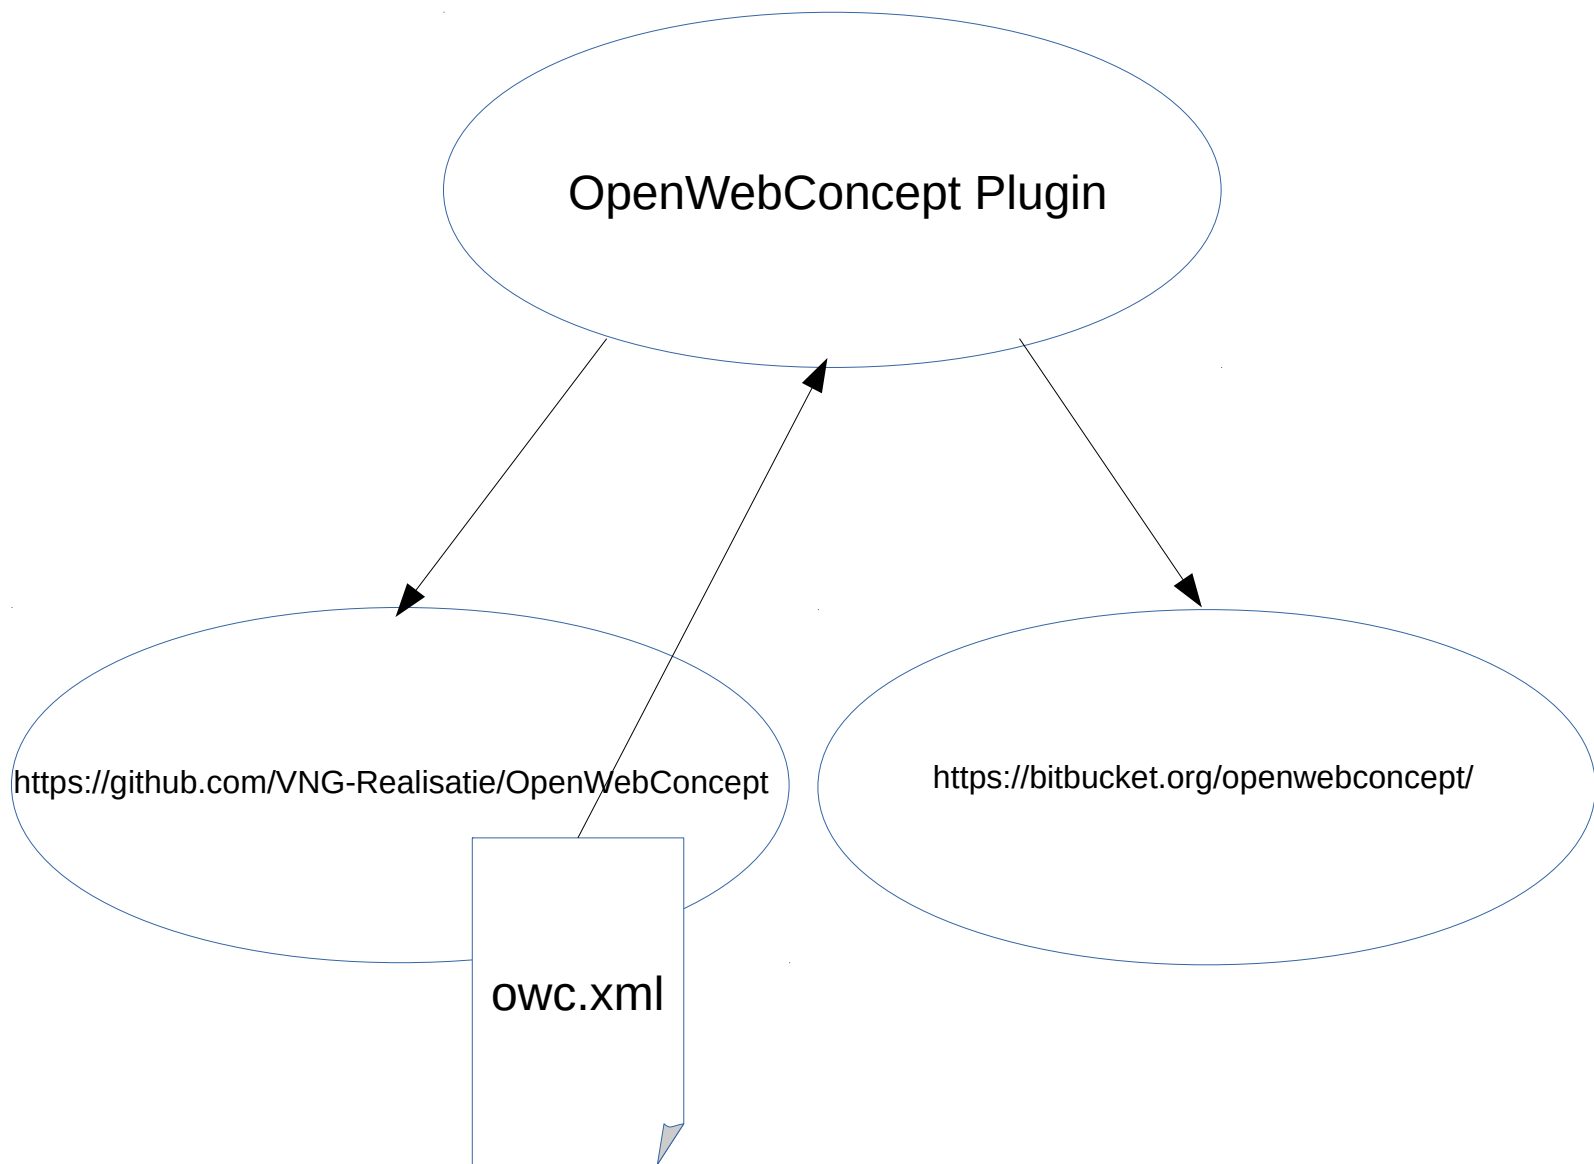 OpenWebConcept Plugin
https://github.com/VNG-Realisatie/OpenWebConcept
https://bitbucket.org/openwebconcept/
owc.xml